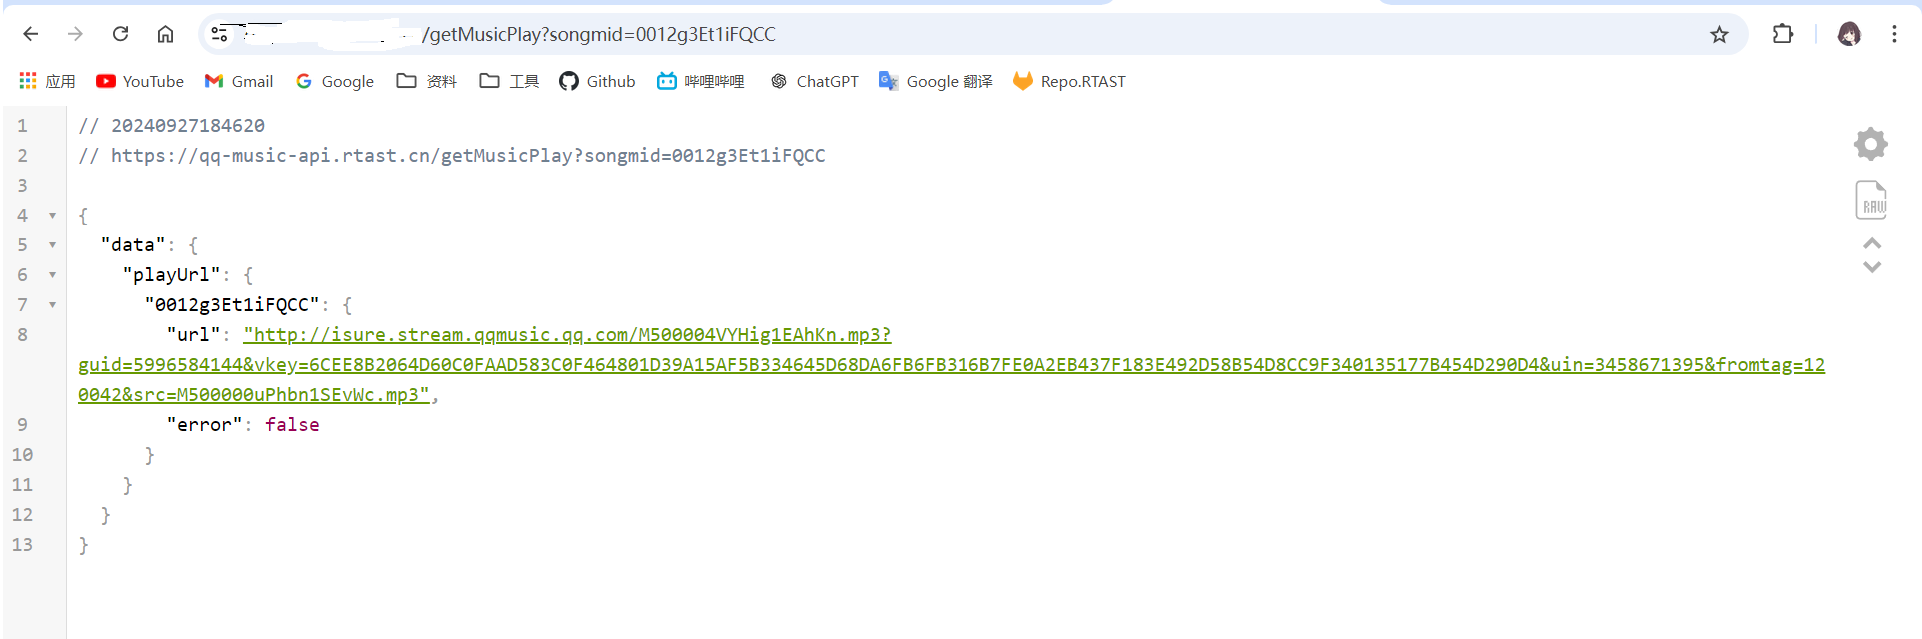 /getMusicPlay?songmid=0012g3Et1iFQCC
应用 YouTube Gmail Google 资料 工具 Github 哔哩哔哩 ChatGPT Google 翻译 Repo.RTAST
1 // 20240927184620
2 // https://qq-music-api.rtast.cn/getMusicPlay?songmid=0012g3Et1iFQCC
3
4 {
5 "data": {
6 "playUrl": {
7 "0012g3Et1iFQCC": {
8 "url": "http://isure.stream.qqmusic.qq.com/M500004VYHig1EAhKn.mp3?
guid=5996584144&vkey=6CEE8B2064D60C0FAAD583C0F464801D39A15AF5B334645D68DA6FB6FB316B7FE0A2EB437F183E492D58B54D8CC9F340135177B454D290D4&uin=3458671395&fromtag=12
0042&src=M500000uPhbn1SEvWc.mp3",
9 "error": false
10 }
11 }
12 }
13 }
RAW